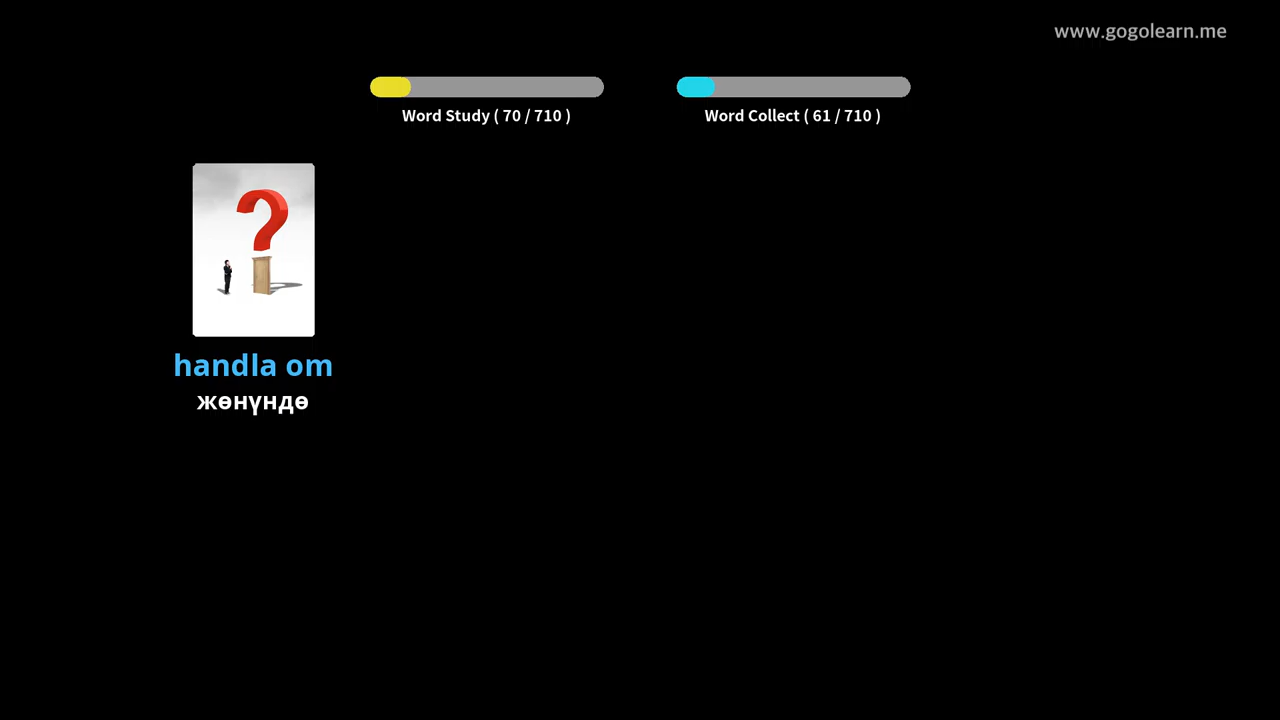 www.gogolearn.me
Word Study ( 70 / 710 )
Word Collect ( 61 / 710 )
handla om
жөнүндө